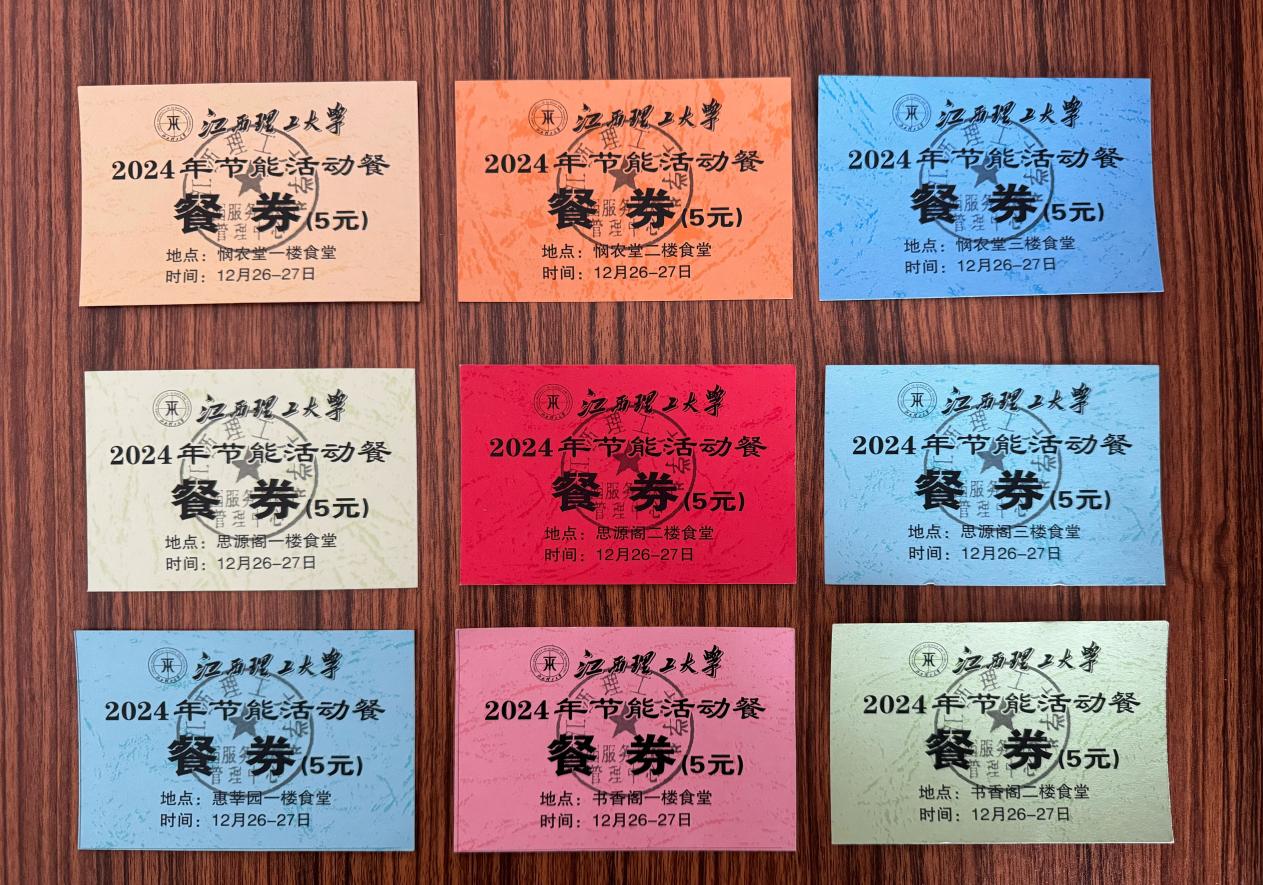 江西理工大学
2024年节能活动餐
餐 券(5元)
地点：悯农堂一楼食堂
时间：12月26-27日
江西理工大学
2024年节能活动餐
餐 券(5元)
地点：悯农堂二楼食堂
时间：12月26-27日
江西理工大学
2024年节能活动餐
餐 券(5元)
地点：悯农堂三楼食堂
时间：12月26-27日
江西理工大学
2024年节能活动餐
餐 券(5元)
地点：思源阁一楼食堂
时间：12月26-27日
江西理工大学
2024年节能活动餐
餐 券(5元)
地点：思源阁二楼食堂
时间：12月26-27日
江西理工大学
2024年节能活动餐
餐 券(5元)
地点：思源阁三楼食堂
时间：12月26-27日
江西理工大学
2024年节能活动餐
餐 券(5元)
地点：惠莘园一楼食堂
时间：12月26-27日
江西理工大学
2024年节能活动餐
餐 券(5元)
地点：书香阁一楼食堂
时间：12月26-27日
江西理工大学
2024年节能活动餐
餐 券(5元)
地点：书香阁二楼食堂
时间：12月26-27日